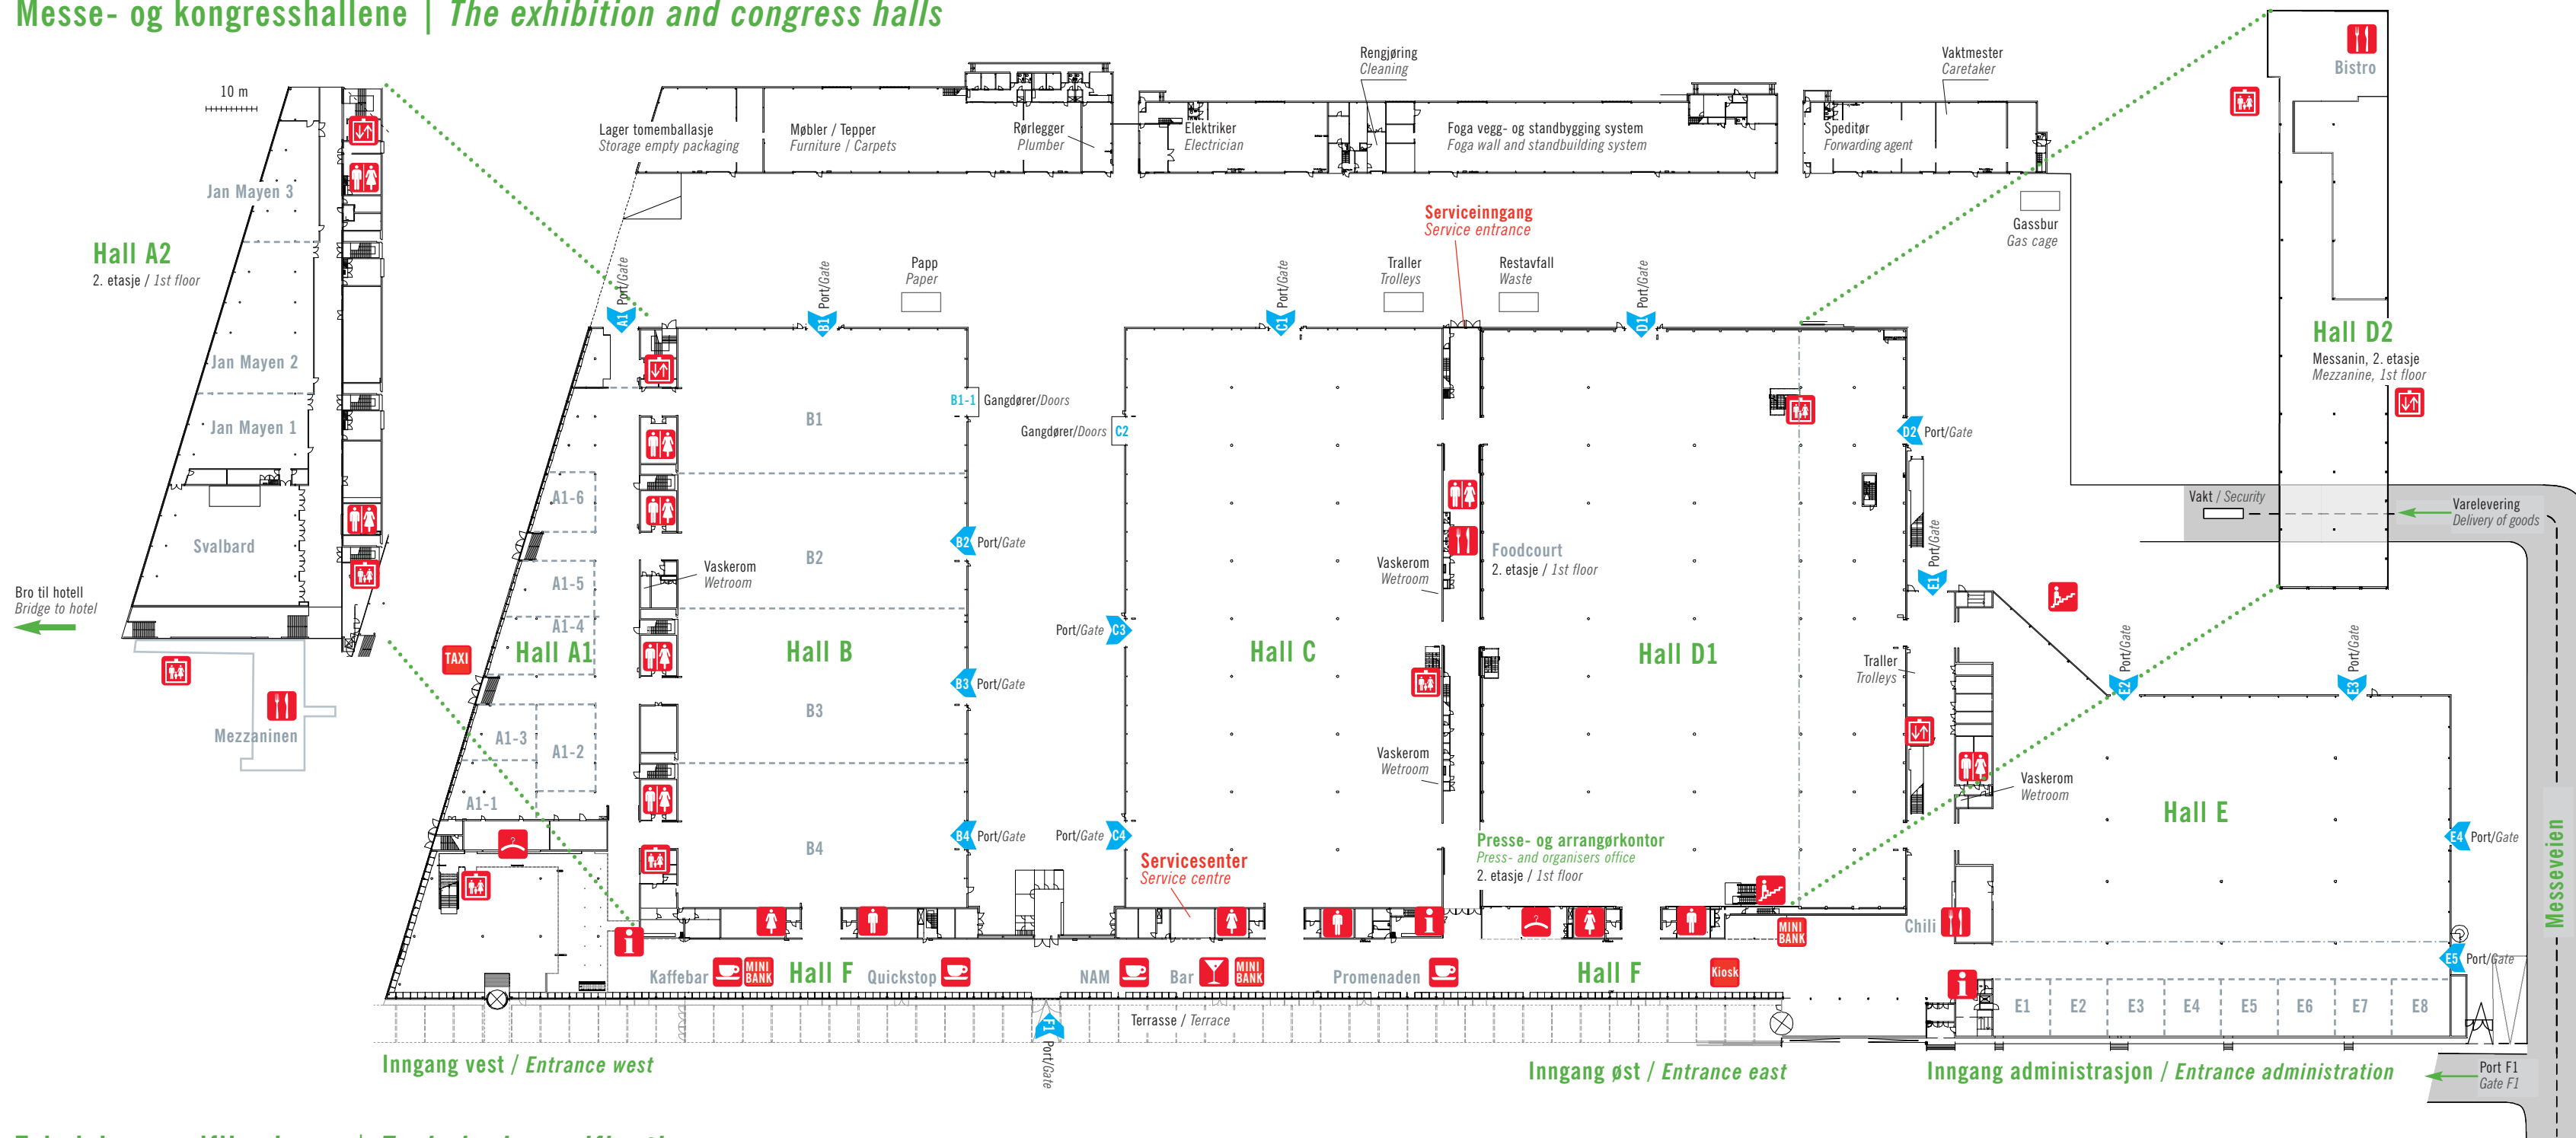 Messe- og kongresshallene | The exhibition and congress halls
10 m
Jan Mayen 3
Hall A2
2. etasje / 1st floor
Jan Mayen 2
Jan Mayen 1
Svalbard
Bro til hotell
Bridge to hotel
Mezzaninen
TAXI
Lager tomemballasje
Storage empty packaging
Møbler / Tepper
Furniture / Carpets
Rørlegger
Plumber
Elektriker
Electrician
Rengjøring
Cleaning
Foga vegg- og standbygging system
Foga wall and standbuilding system
Speditør
Forwarding agent
Vaktmester
Caretaker
Gassbur
Gas cage
Serviceinngang
Service entrance
Papp
Paper
Traller
Trolleys
Restavfall
Waste
A1 Port/Gate
B1 Port/Gate
C1 Port/Gate
D1 Port/Gate
B1-1 Gangdører/Doors
Gangdører/Doors C2
B2 Port/Gate
B3 Port/Gate
B4 Port/Gate
Port/Gate C3
Port/Gate C4
D2 Port/Gate
E1 Port/Gate
E2 Port/Gate
E3 Port/Gate
E4 Port/Gate
E5 Port/Gate
A1-6
A1-5
A1-4
Hall A1
A1-3
A1-2
A1-1
Vaskerom
Wetroom
B1
B2
Hall B
B3
B4
Hall C
Vaskerom
Wetroom
Vaskerom
Wetroom
Foodcourt
2. etasje / 1st floor
Hall D1
Presse- og arrangørkontor
Press- and organisers office
2. etasje / 1st floor
Servicesenter
Service centre
Traller
Trolleys
Vaskerom
Wetroom
Hall E
Chili
Bistro
Hall D2
Messanin, 2. etasje
Mezzanine, 1st floor
Vakt / Security
Varelevering
Delivery of goods
Messeveien
Kaffebar
MINI
BANK
Hall F
Quickstop
NAM
Bar
MINI
BANK
Promenaden
Hall F
Kiosk
MINI
BANK
E1
E2
E3
E4
E5
E6
E7
E8
Terrasse / Terrace
F1 Port/Gate
Inngang vest / Entrance west
Inngang øst / Entrance east
Inngang administrasjon / Entrance administration
Port F1
Gate F1